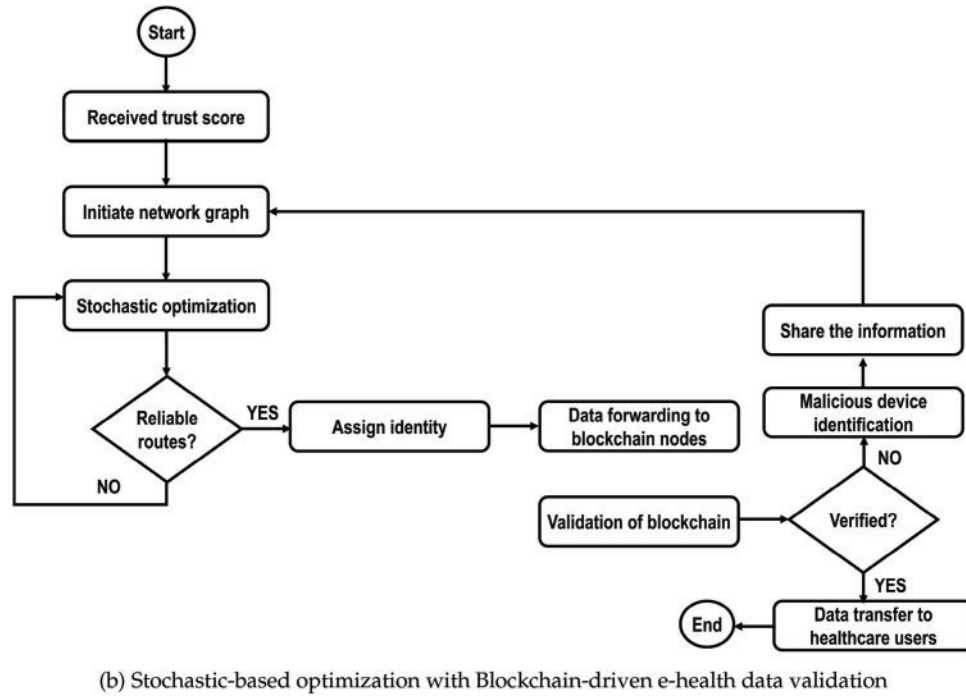 Start
Received trust score
Initiate network graph
Stochastic optimization
Share the information
Reliable
routes?
YES
NO
Assign identity
Data forwarding to
blockchain nodes
Malicious device
identification
NO
Validation of blockchain
Verified?
YES
Data transfer to
healthcare users
End
(b) Stochastic-based optimization with Blockchain-driven e-health data validation